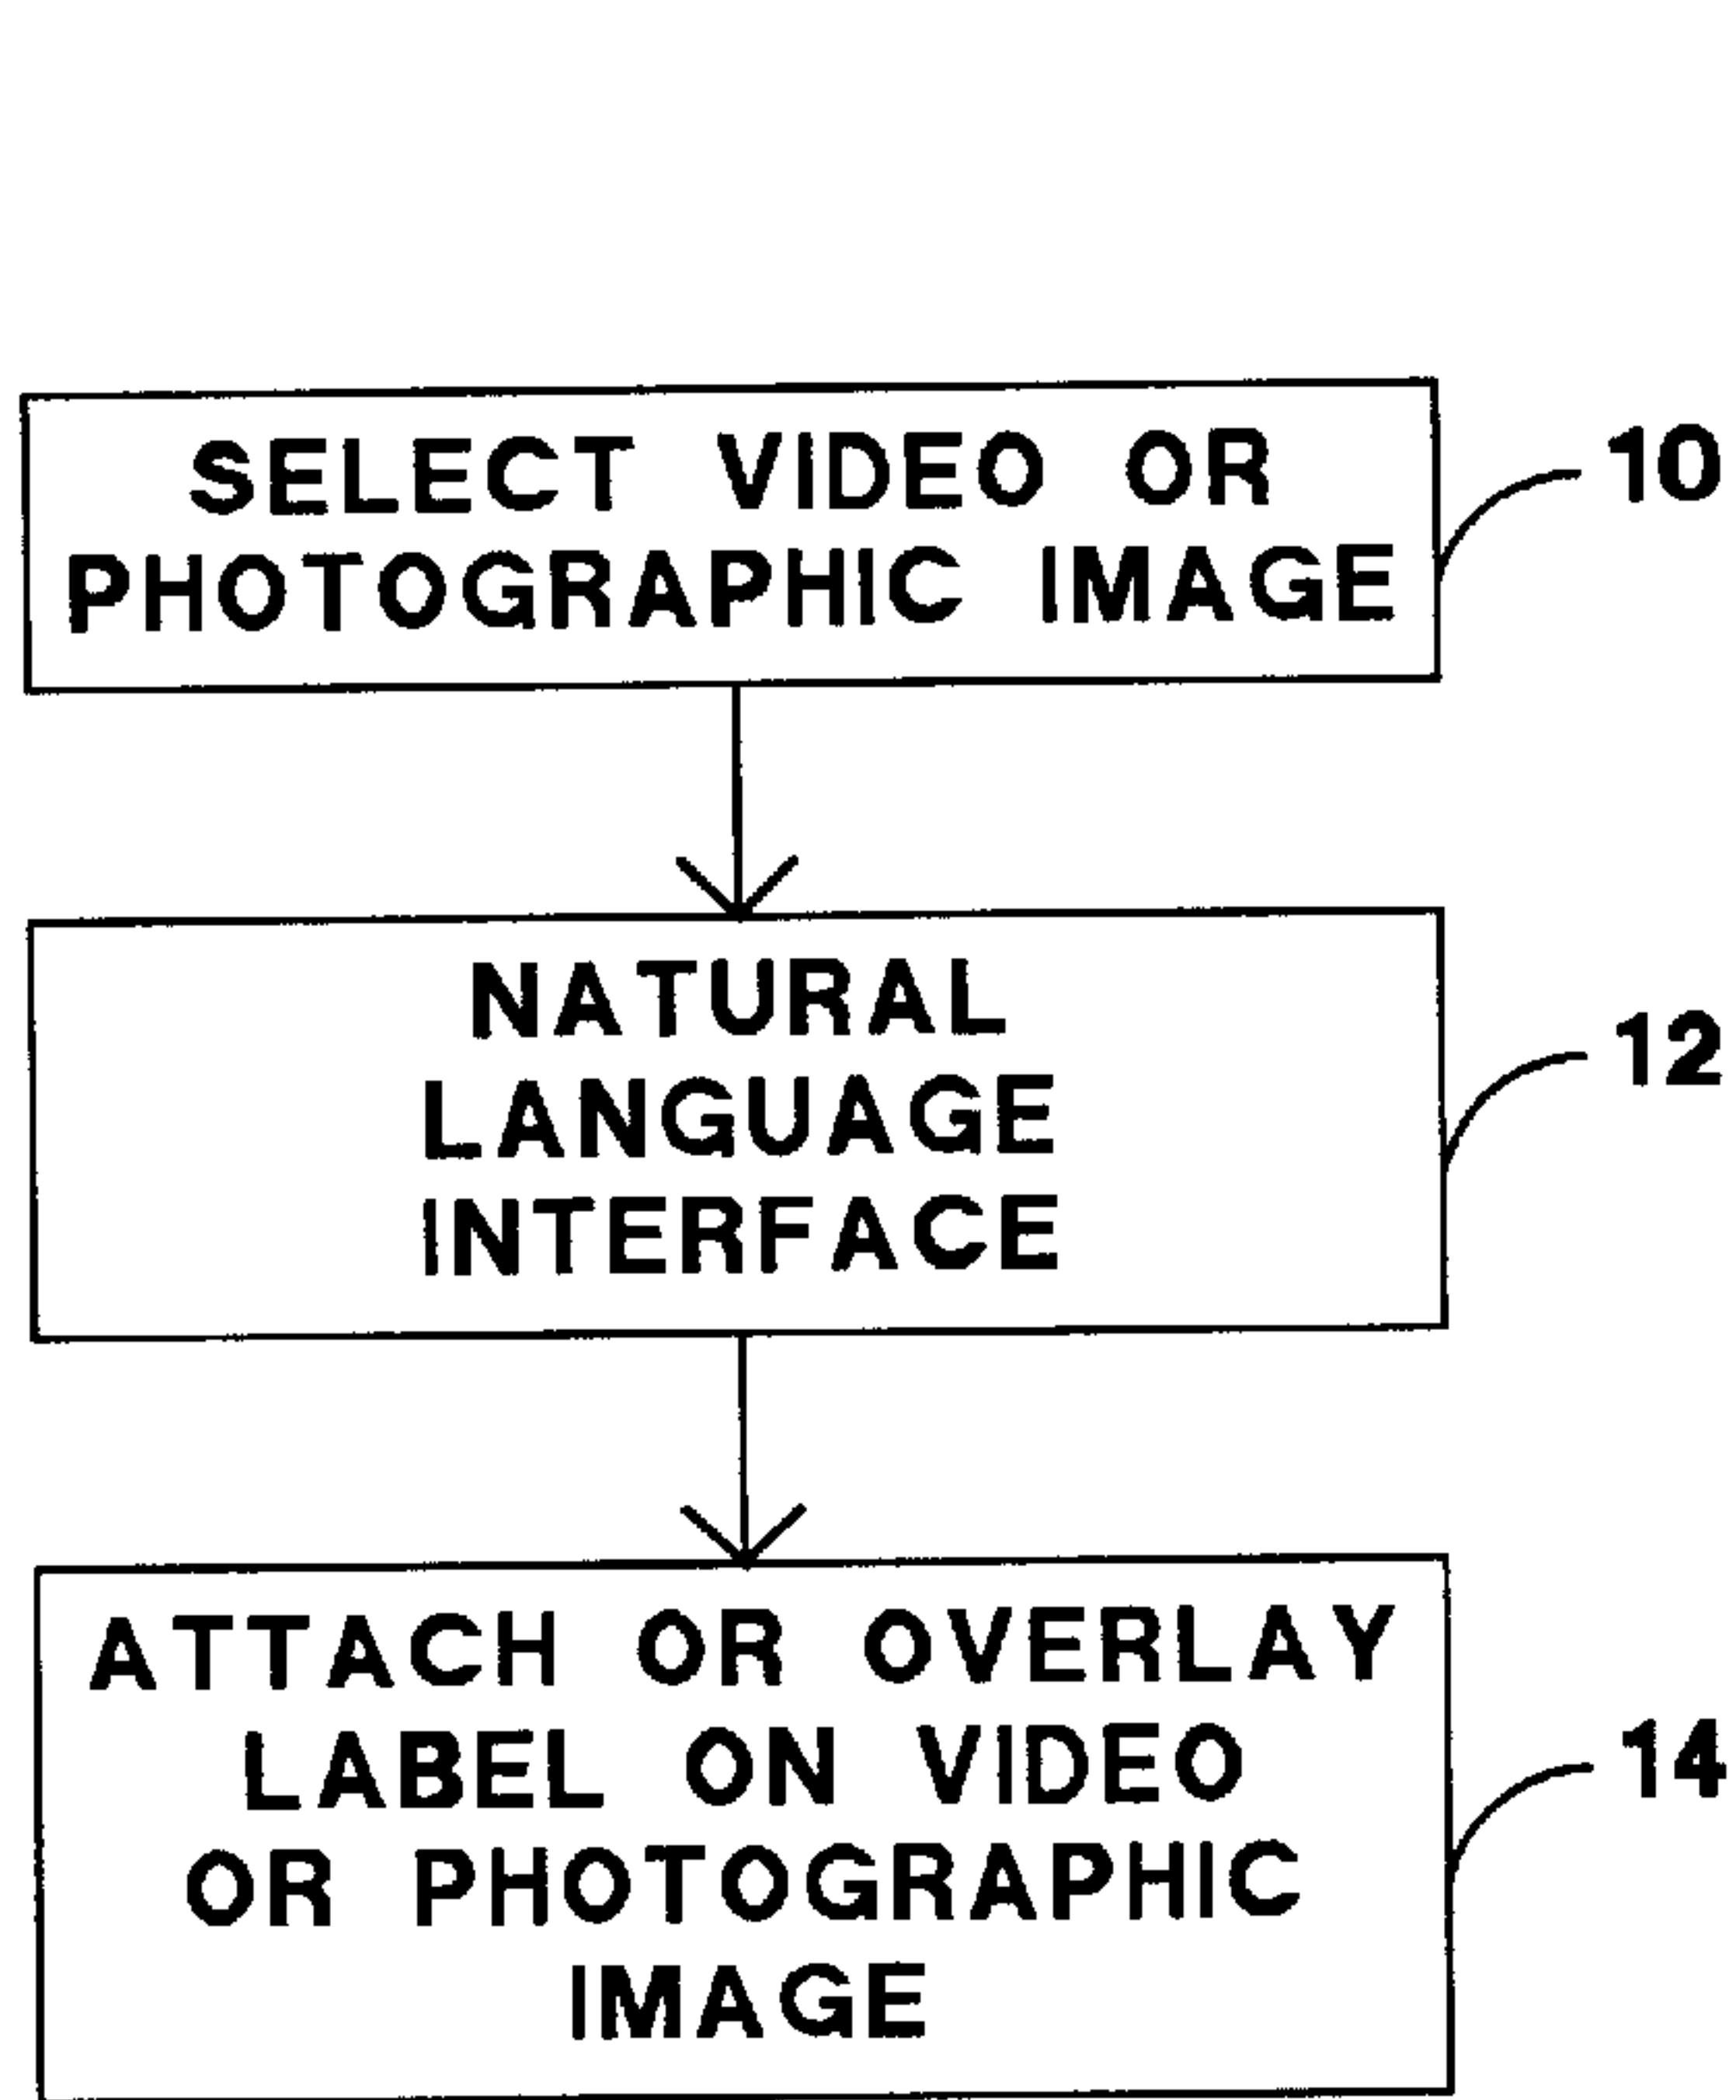 SELECT VIDEO OR
PHOTOGRAPHIC IMAGE
10
NATURAL
LANGUAGE
INTERFACE
12
ATTACH OR OVERLAY
LABEL ON VIDEO
OR PHOTOGRAPHIC
IMAGE
14